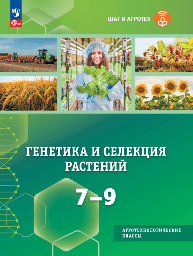 ШАГ В АГРОТЕХ
ГЕНЕТИКА И СЕЛЕКЦИЯ
РАСТЕНИЙ
7–9
АГРОТЕХНОЛОГИЧЕСКИЕ
КЛАССЫ